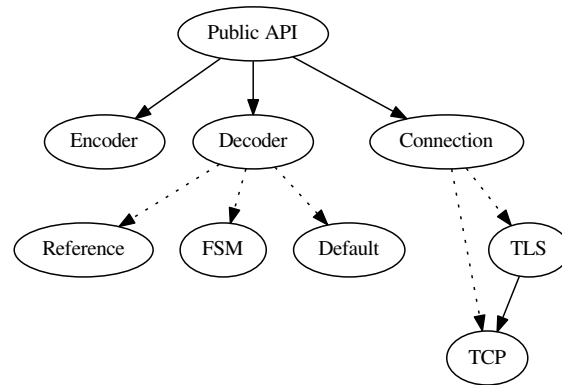 Public API
Encoder
Decoder
Connection
Reference
FSM
Default
TLS
TCP